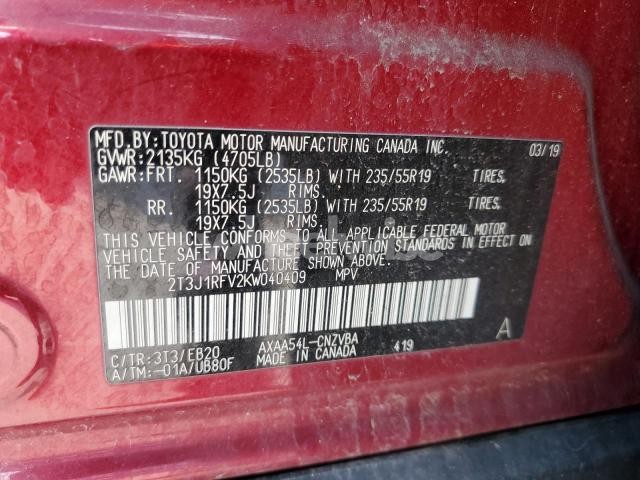 MFD.BY:TOYOTA MOTOR MANUFACTURING CANADA INC. 03/19
GVWR:2135KG (4705LB)
GAWR:FRT. 1150KG (2535LB) WITH 235/55R19 TIRES,
19X7.5J RIMS.
RR. 1150KG (2535LB) WITH 235/55R19 TIRES,
19X7.5J RIMS.
THIS VEHICLE CONFORMS TO ALL APPLICABLE FEDERAL MOTOR
VEHICLE SAFETY AND THEFT PREVENTION STANDARDS IN EFFECT ON
THE DATE OF MANUFACTURE SHOWN ABOVE.
2T3J1RFV2KW040409 MPV
A
C/TR:3T3/EB20 AXAA54L-CNZVBA 419
A/TM:-01A/UB80F MADE IN CANADA